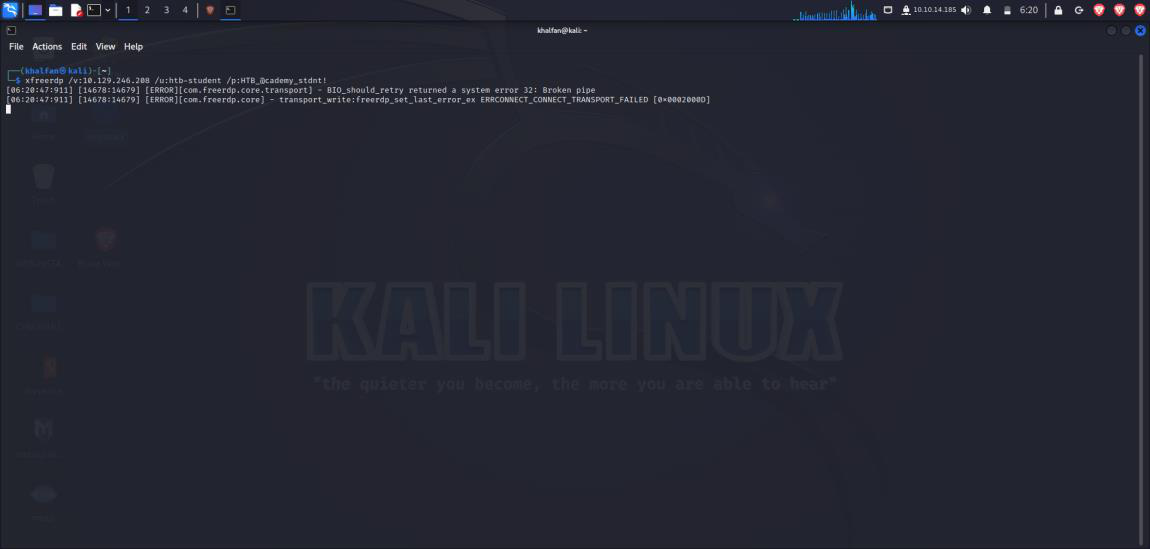 1 2 3 4 10.10.14.185 6:20
khalfan@kali: ~
File Actions Edit View Help
┌──(khalfan㉿kali)-[~]
└─$ xfreerdp /v:10.129.246.208 /u:htb-student /p:HTB_@cademy_stdnt!
[06:20:47:911] [14678:14679] [ERROR][com.freerdp.core.transport] - BIO_should_retry returned a system error 32: Broken pipe
[06:20:47:911] [14678:14679] [ERROR][com.freerdp.core] - transport_write:freerdp_set_last_error_ex ERRCONNECT_CONNECT_TRANSPORT_FAILED [0x0002000D]
Home
Trash
KALI LINUX
"the quieter you become, the more you are able to hear"